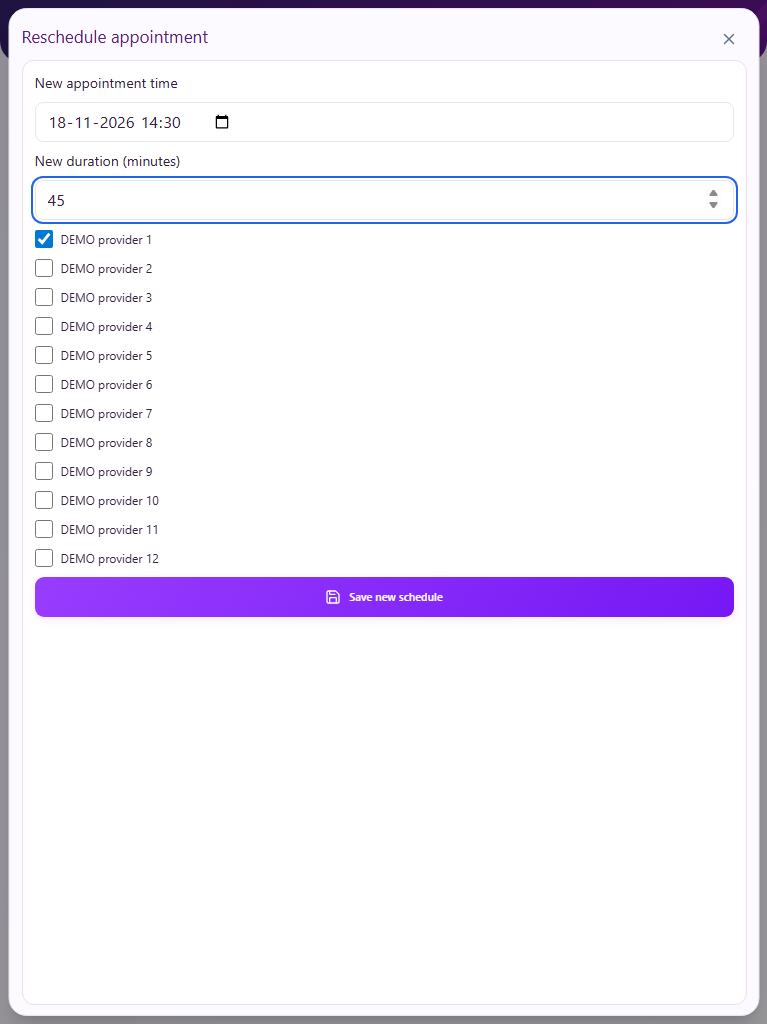 Reschedule appointment
New appointment time
18-11-2026 14:30
New duration (minutes)
45
DEMO provider 1
DEMO provider 2
DEMO provider 3
DEMO provider 4
DEMO provider 5
DEMO provider 6
DEMO provider 7
DEMO provider 8
DEMO provider 9
DEMO provider 10
DEMO provider 11
DEMO provider 12
Save new schedule